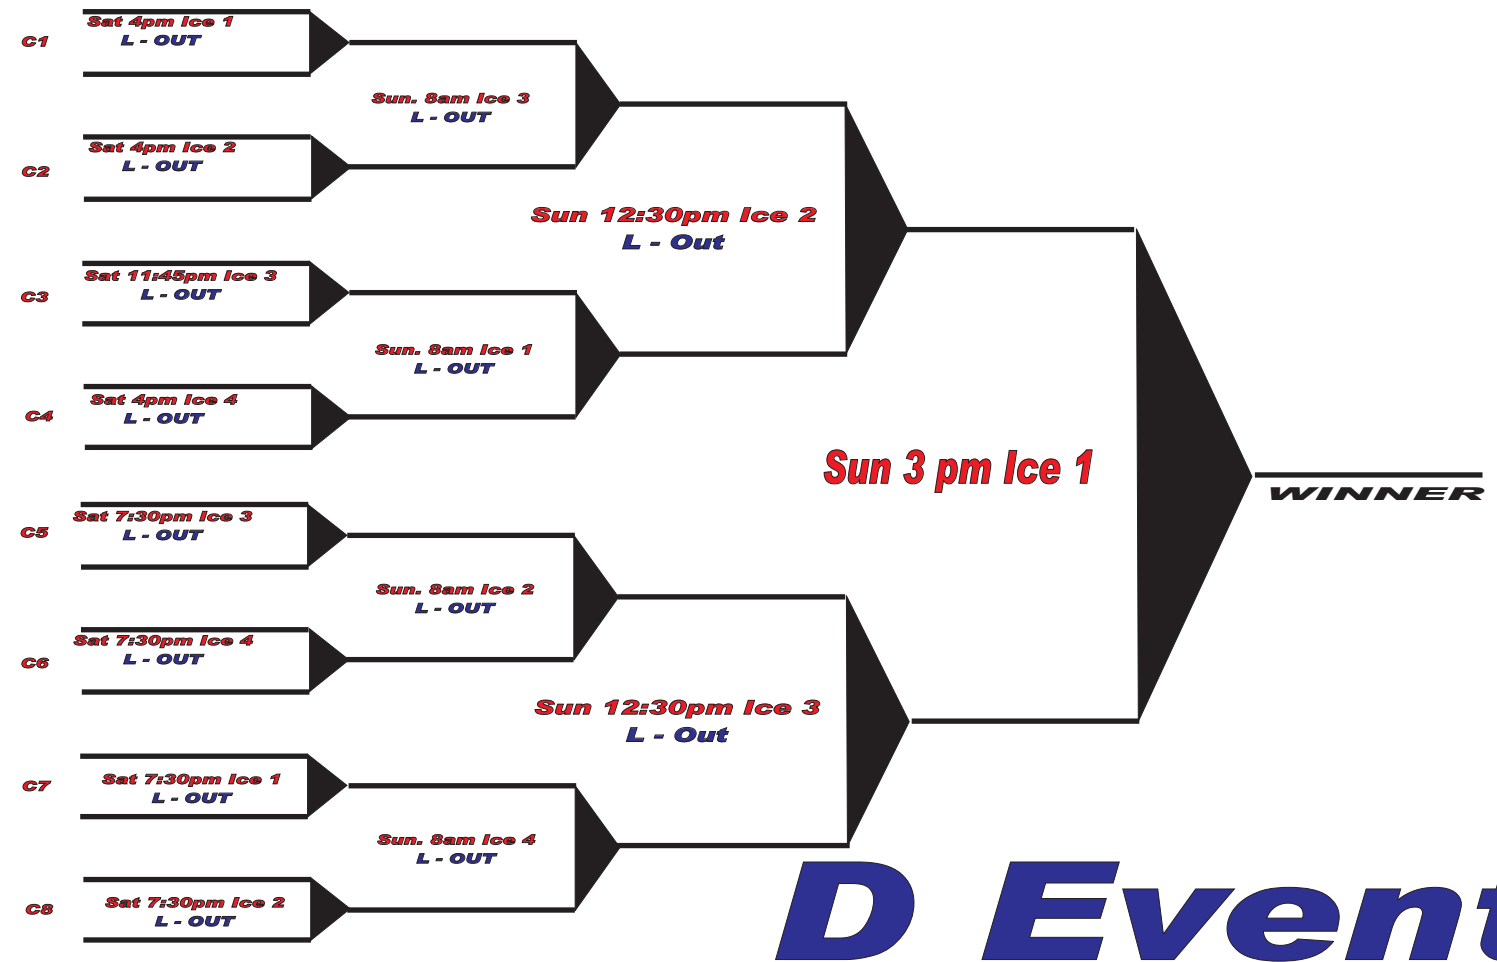 C1
Sat 4pm Ice 1
L - OUT
C2
Sat 4pm Ice 2
L - OUT
C3
Sat 11:45pm Ice 3
L - OUT
C4
Sat 4pm Ice 4
L - OUT
C5
Sat 7:30pm Ice 3
L - OUT
C6
Sat 7:30pm Ice 4
L - OUT
C7
Sat 7:30pm Ice 1
L - OUT
C8
Sat 7:30pm Ice 2
L - OUT
Sun. 8am Ice 3
L - OUT
Sun. 8am Ice 1
L - OUT
Sun. 8am Ice 2
L - OUT
Sun. 8am Ice 4
L - OUT
Sun 12:30pm Ice 2
L - Out
Sun 12:30pm Ice 3
L - Out
Sun 3 pm Ice 1
WINNER
D Event